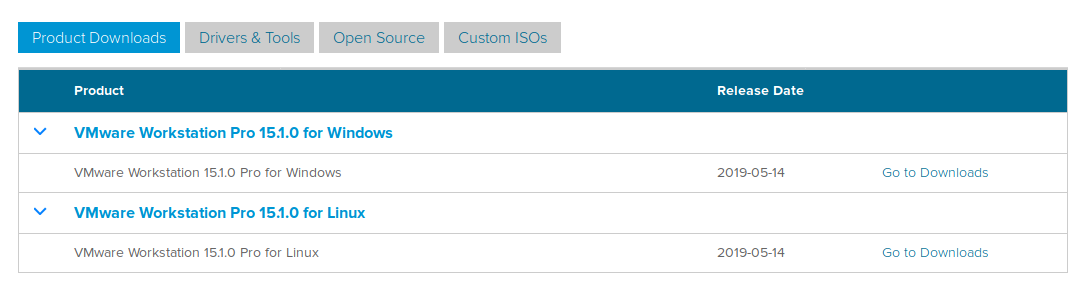 Product Downloads Drivers & Tools Open Source Custom ISOs
Product Release Date
VMware Workstation Pro 15.1.0 for Windows
VMware Workstation 15.1.0 Pro for Windows 2019-05-14 Go to Downloads
VMware Workstation Pro 15.1.0 for Linux
VMware Workstation 15.1.0 Pro for Linux 2019-05-14 Go to Downloads